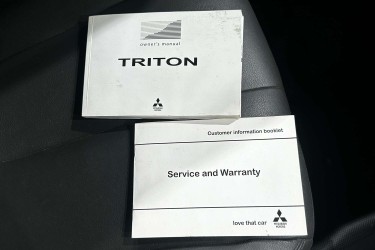 owner's manual
TRITON
Customer information booklet
Service and Warranty
love that car